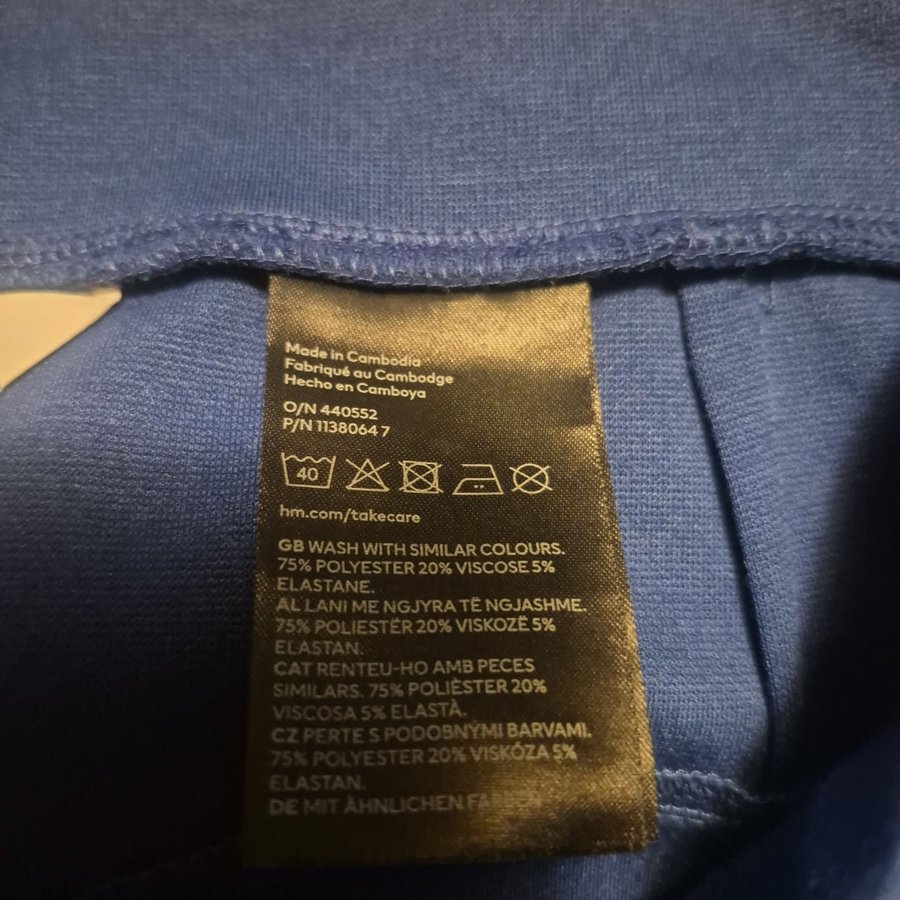 Made in Cambodia
Fabriqué au Cambodge
Hecho en Camboya
O/N 440552
P/N 11380647
40
hm.com/takecare
GB WASH WITH SIMILAR COLOURS.
75% POLYESTER 20% VISCOSE 5%
ELASTANE.
AL LANI ME NGJYRA TË NGJASHME.
75% POLIESTËR 20% VISKOZË 5%
ELASTAN.
CAT RENTEU-HO AMB PECES
SIMILARS. 75% POLIÈSTER 20%
VISCOSA 5% ELASTÀ.
CZ PERTE S PODOBNÝMI BARVAMI.
75% POLYESTER 20% VISKÓZA 5%
ELASTAN.
DE MIT ÄHNLICHEN